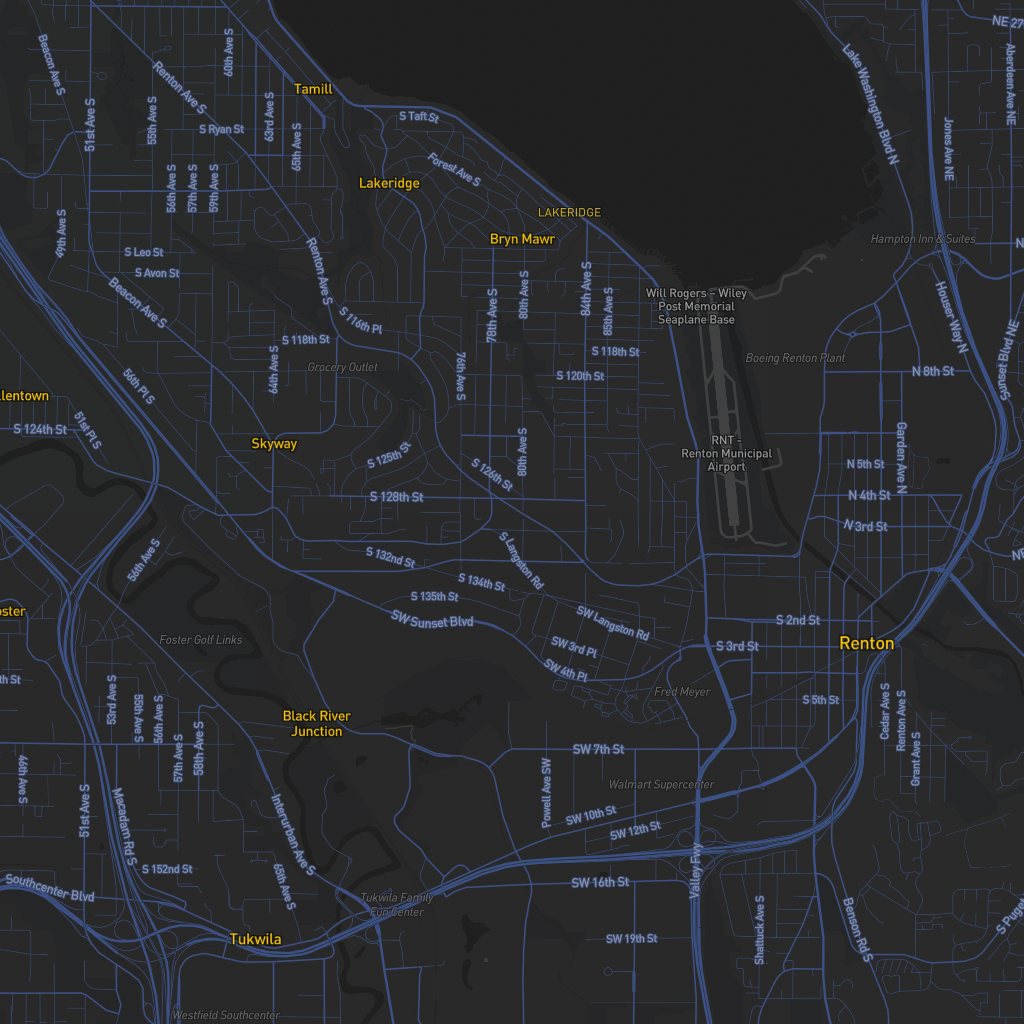 NE 27
Beacon Ave S
60th Ave S
Renton Ave S
Lake Washington Blvd N
Aberdeen Ave NE
Tamill
51st Ave S
55th Ave S
63rd Ave S
S Taft St
Jones Ave NE
S Ryan St
65th Ave S
Forest Ave S
56th Ave S
57th Ave S
59th Ave S
Lakeridge
LAKERIDGE
49th Ave S
Bryn Mawr
Hampton Inn & Suites
N
S Leo St
S Avon St
Renton Ave S
80th Ave S
84th Ave S
85th Ave S
Beacon Ave S
78th Ave S
Will Rogers – Wiley
Post Memorial
Seaplane Base
Houser Way N
S 116th Pl
S 118th St
S 118th St
Boeing Renton Plant
Sunset Blvd NE
64th Ave S
Grocery Outlet
76th Ave S
S 120th St
N 8th St
56th Pl S
llentown
51st Pl S
S 124th St
Skyway
S 125th St
80th Ave S
RNT -
Renton Municipal
Airport
Garden Ave N
N 5th St
S 126th St
S 128th St
N 4th St
N 3rd St
56th Ave S
S 132nd St
S Langston Rd
NE
S 134th St
S 135th St
oster
SW Sunset Blvd
SW Langston Rd
S 2nd St
Foster Golf Links
SW 3rd Pl
S 3rd St
Renton
SW 4th Pl
th St
53rd Ave S
55th Ave S
56th Ave S
Fred Meyer
S 5th St
Cedar Ave S
Renton Ave S
Black River
Junction
57th Ave S
58th Ave S
Grant Ave S
SW 7th St
46th Ave S
51st Ave S
Macadam Rd S
Powell Ave SW
Walmart Supercenter
Interurban Ave S
SW 10th St
SW 12th St
S 152nd St
65th Ave S
Valley Fwy
Southcenter Blvd
SW 16th St
Tukwila Family
Fun Center
Shattuck Ave S
Benson Rd S
S Puget
Tukwila
SW 19th St
Westfield Southcenter